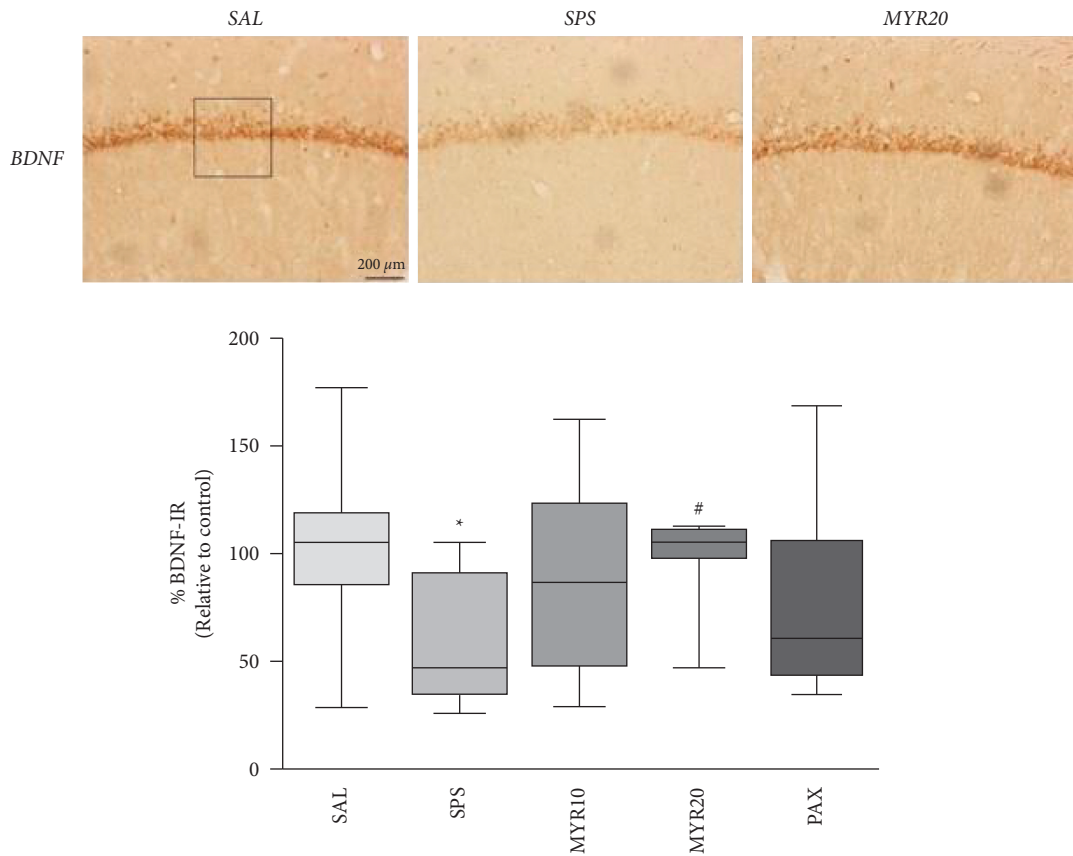 SAL
SPS
MYR20
BDNF
200 μm
% BDNF-IR
(Relative to control)
200
150
100
50
0
*
#
SAL
SPS
MYR10
MYR20
PAX